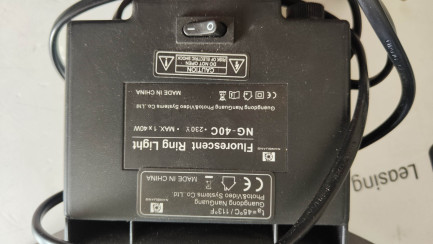 ta=45°C/113°F
Guangdong NanGuang
Photo&Video Systems Co.,Ltd.
MADE IN CHINA
Fluorescent Ring Light
NG-40C • 230V • MAX 1x40W
Guangdong NanGuang Photo&Video Systems Co.,Ltd.
MADE IN CHINA
CAUTION
RISK OF ELECTRIC SHOCK
DO NOT OPEN
Leasing